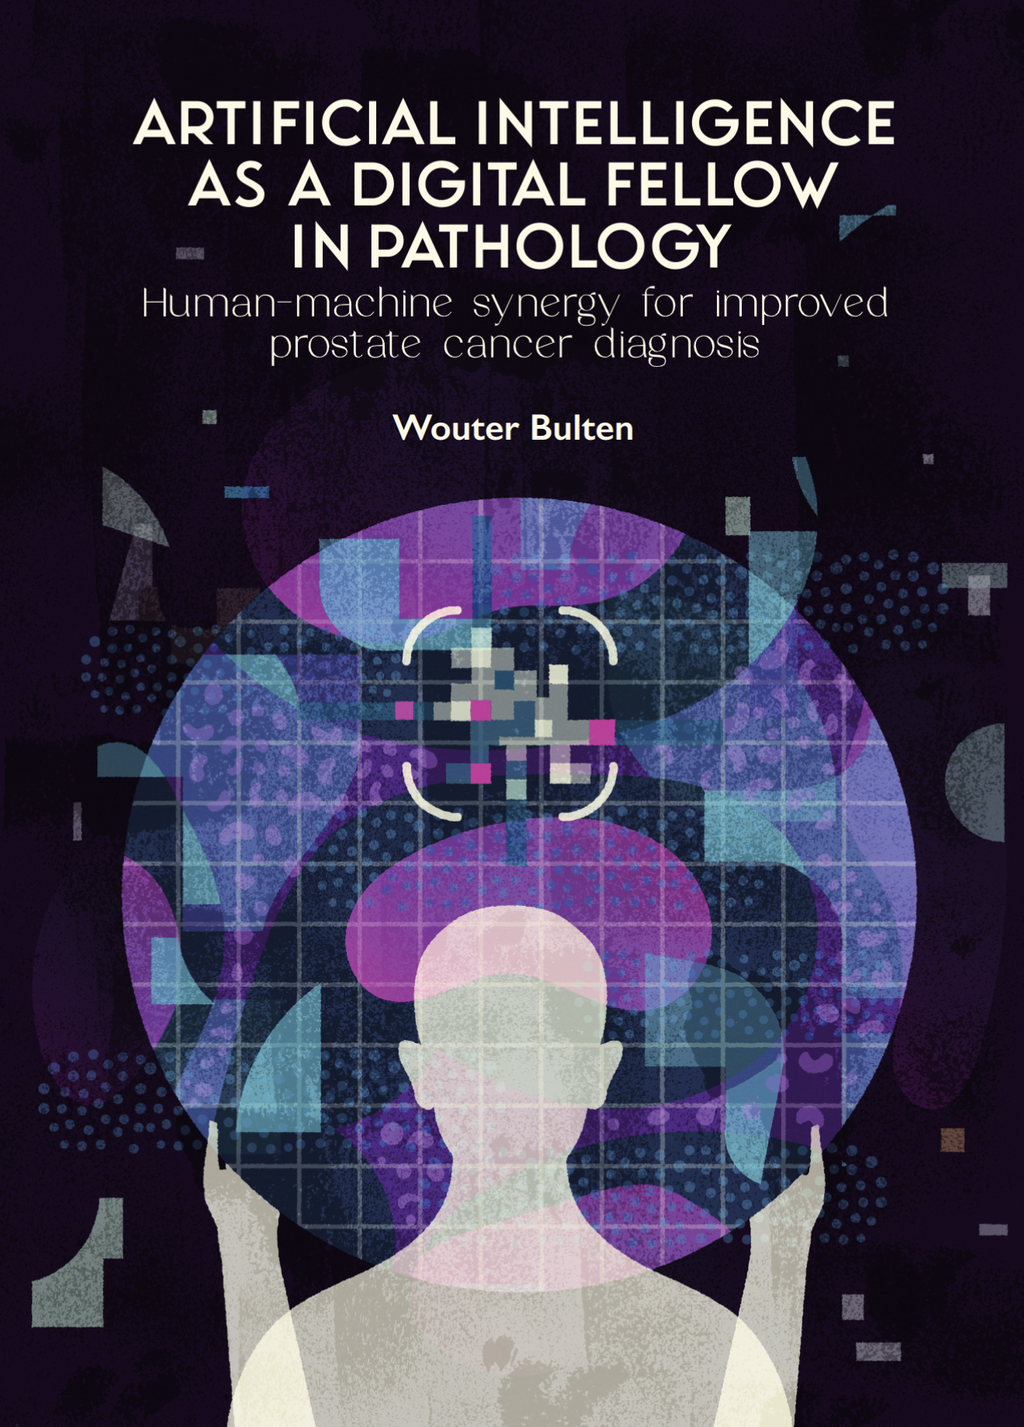 ARTIFICIAL INTELLIGENCE
AS A DIGITAL FELLOW
IN PATHOLOGY
Human-machine synergy for improved
prostate cancer diagnosis
Wouter Bulten